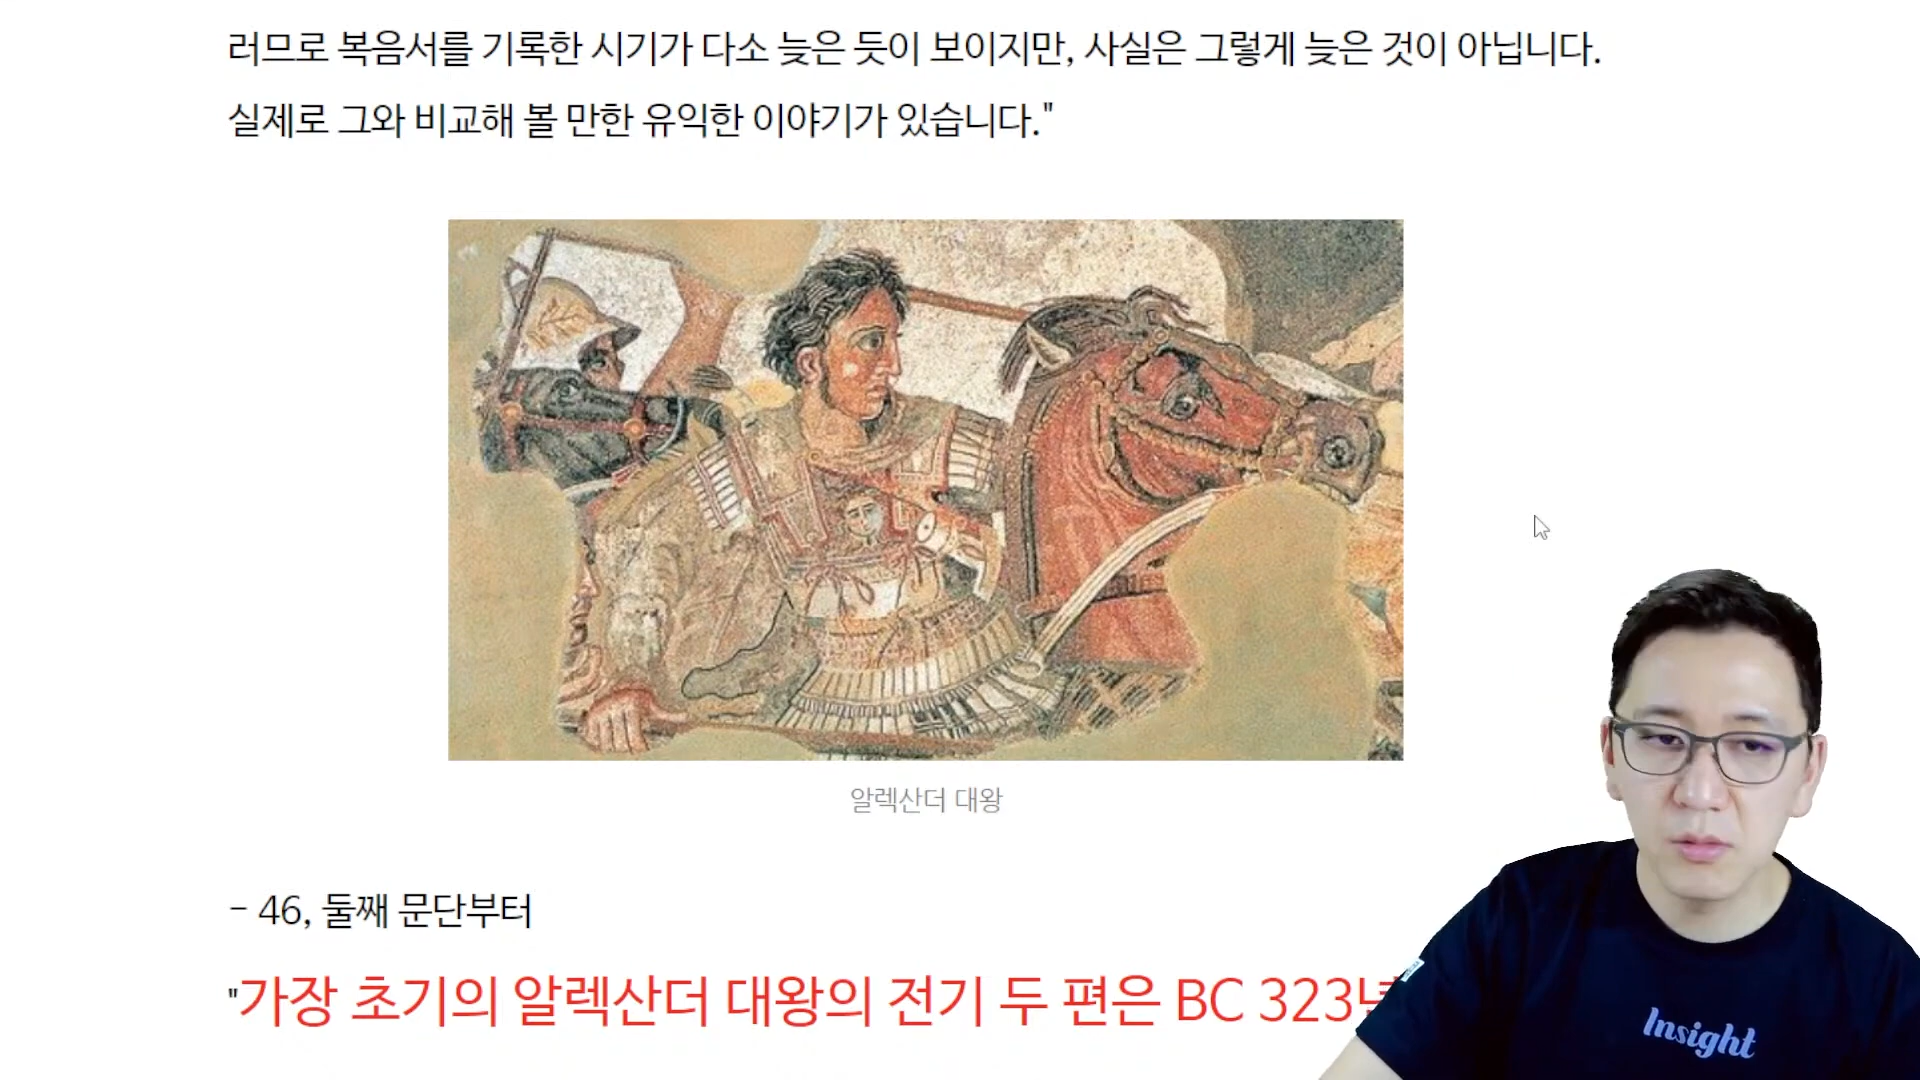 러므로 복음서를 기록한 시기가 다소 늦은 듯이 보이지만, 사실은 그렇게 늦은 것이 아닙니다.
실제로 그와 비교해 볼 만한 유익한 이야기가 있습니다."
알렉산더 대왕
- 46, 둘째 문단부터
"가장 초기의 알렉산더 대왕의 전기 두 편은 BC 323년
Insight